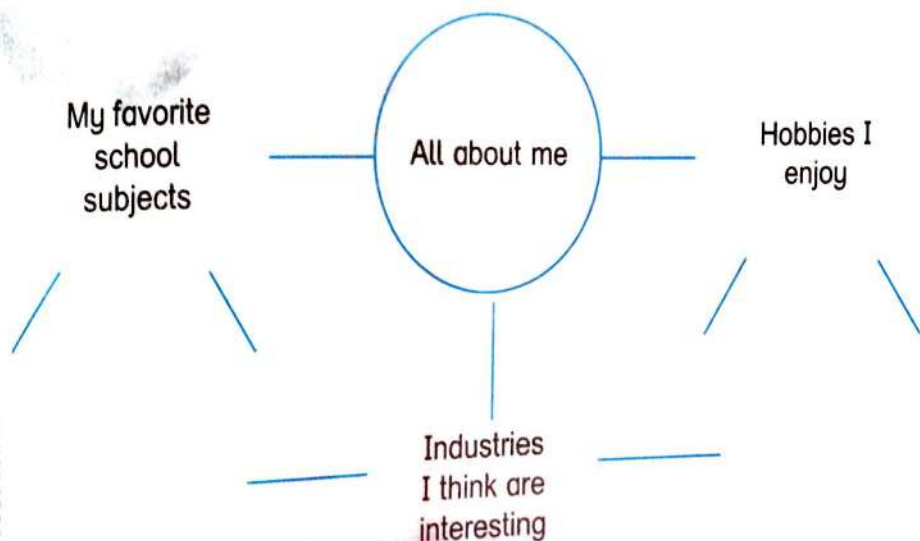 My favorite
school
subjects
All about me
Hobbies I
enjoy
Industries
I think are
interesting